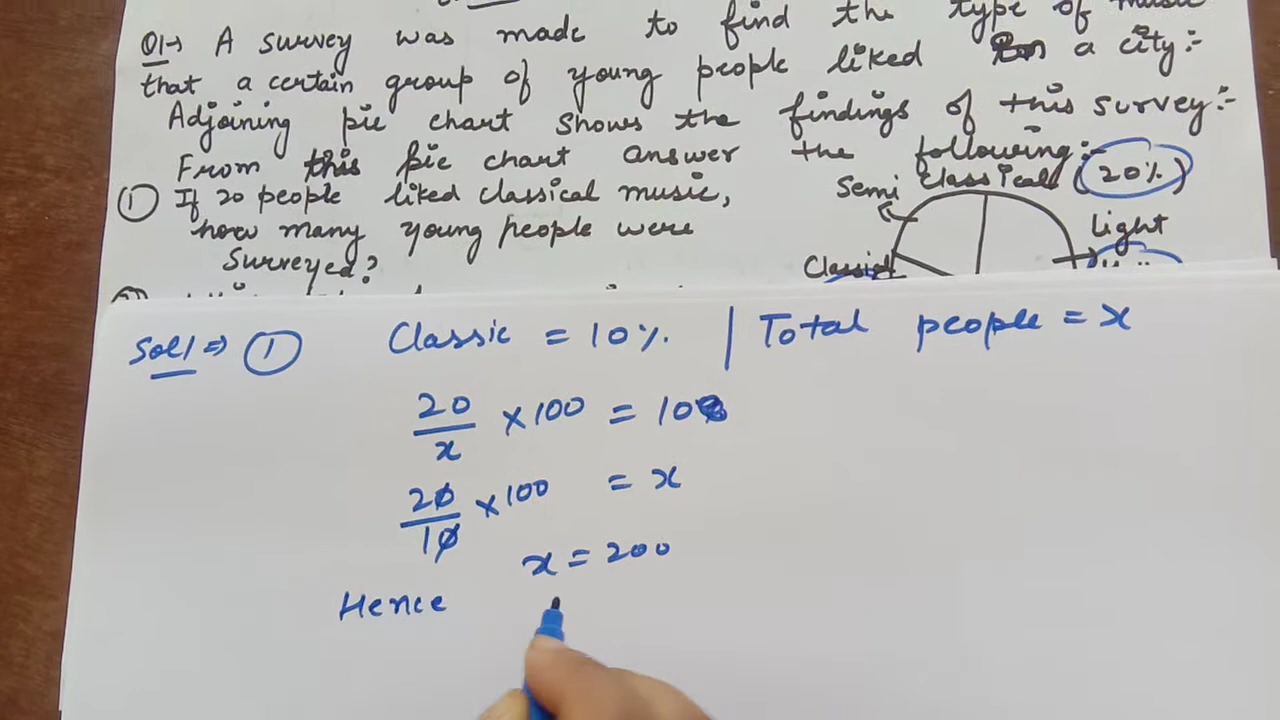 Q1→ A survey was made to find the type of music
that a certain group of young people liked in a city:-
Adjoining pie chart shows the findings of this survey:-
From this pie chart answer the following:-
① If 20 people liked classical music,
how many young people were
surveyed?
Semi Classical (20%)
Light
Classical
Sol1⇒ ① Classic = 10% | Total people = x
20/x × 100 = 10
20/10 × 100 = x
x = 200
Hence